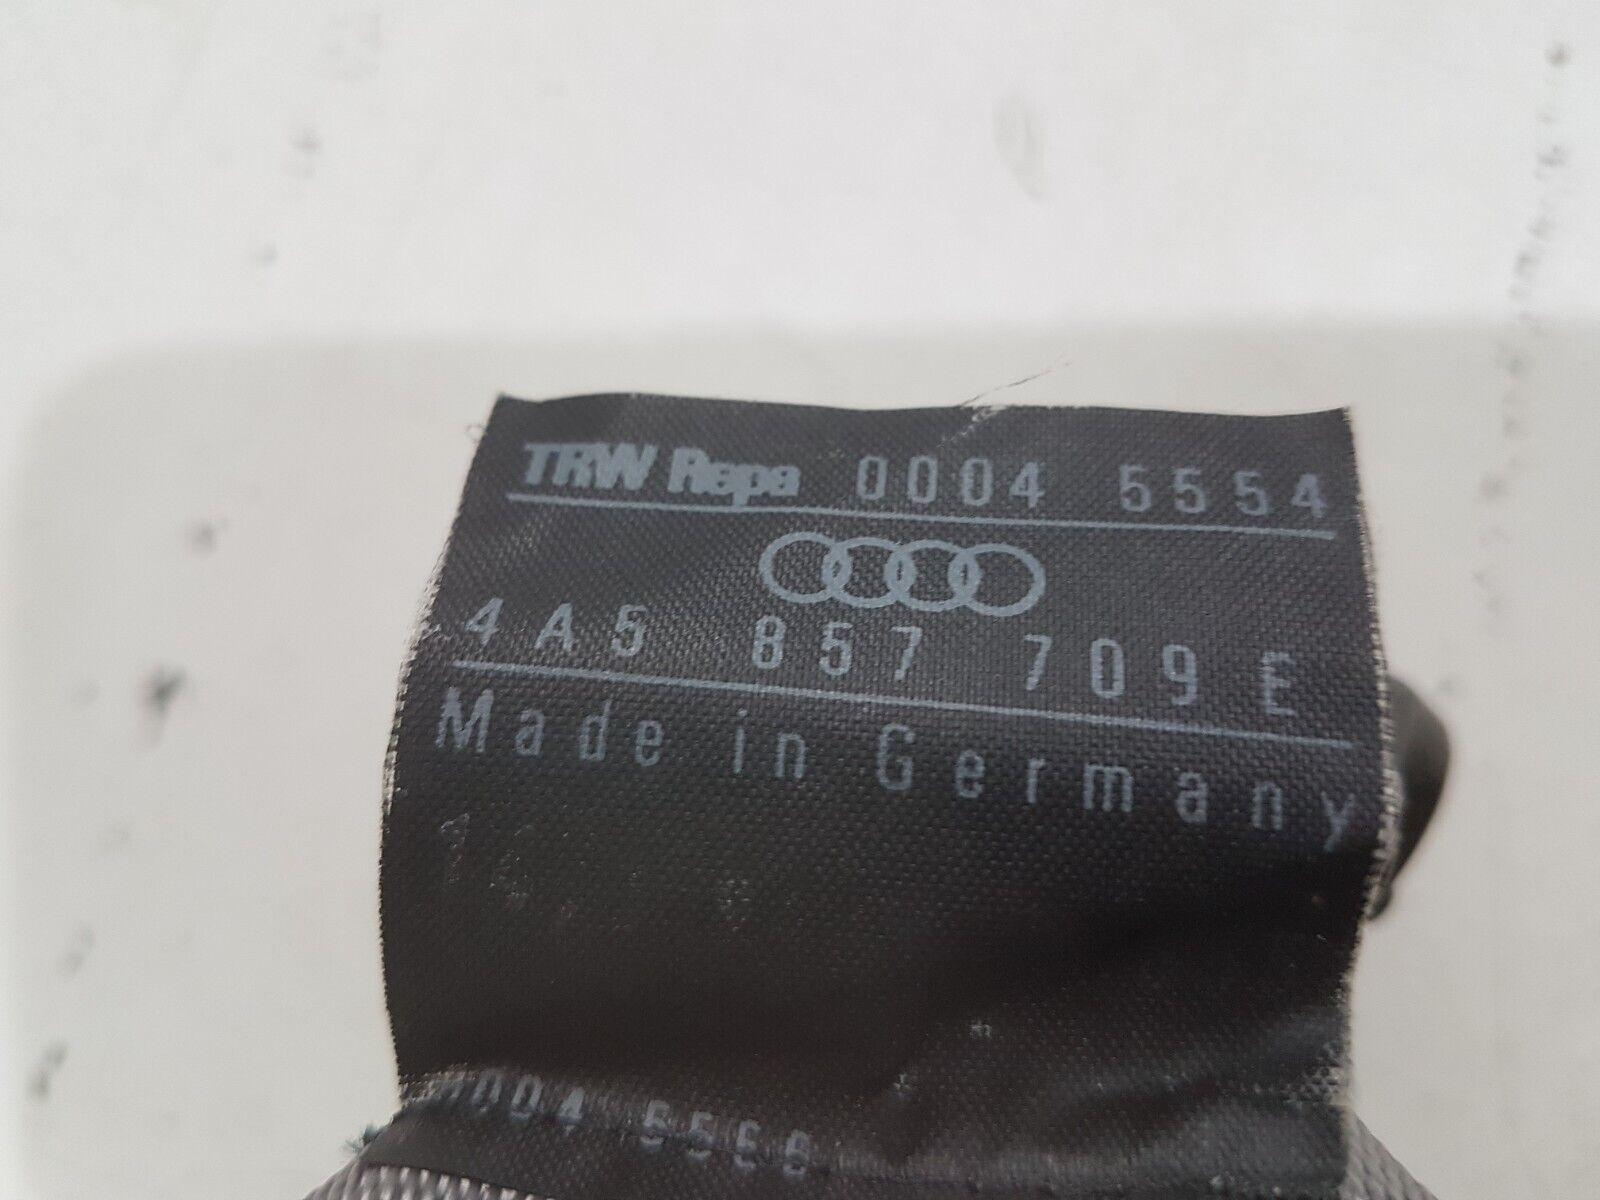 TRW Repa 0004 5554
4A5 857 709 E
Made in Germany